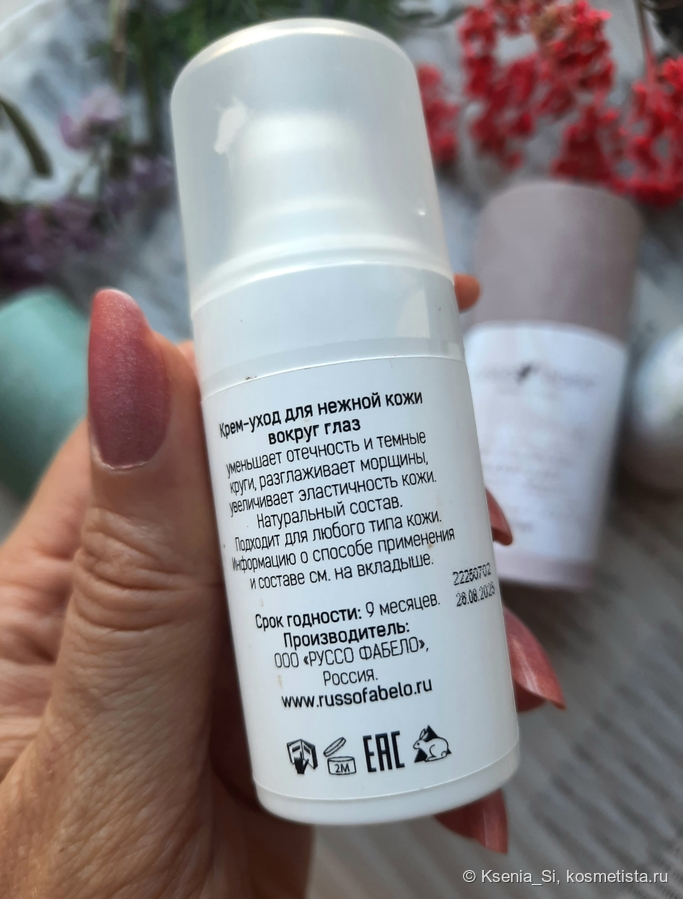 Крем-уход для нежной кожи
вокруг глаз
уменьшает отечность и темные
круги, разглаживает морщины,
увеличивает эластичность кожи.
Натуральный состав.
Подходит для любого типа кожи.
Информацию о способе применения
и составе см. на вкладыше.
22250702
28.08.2025
Срок годности: 9 месяцев.
Производитель:
ООО «РУССО ФАБЕЛО»,
Россия.
www.russofabelo.ru
2М
ЕАС
© Ksenia_Si, kosmetista.ru